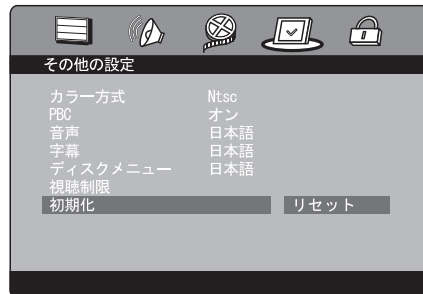 その他の設定
カラー方式 Ntsc
PBC オン
音声 日本語
字幕 日本語
ディスクメニュー 日本語
視聴制限
初期化 リセット